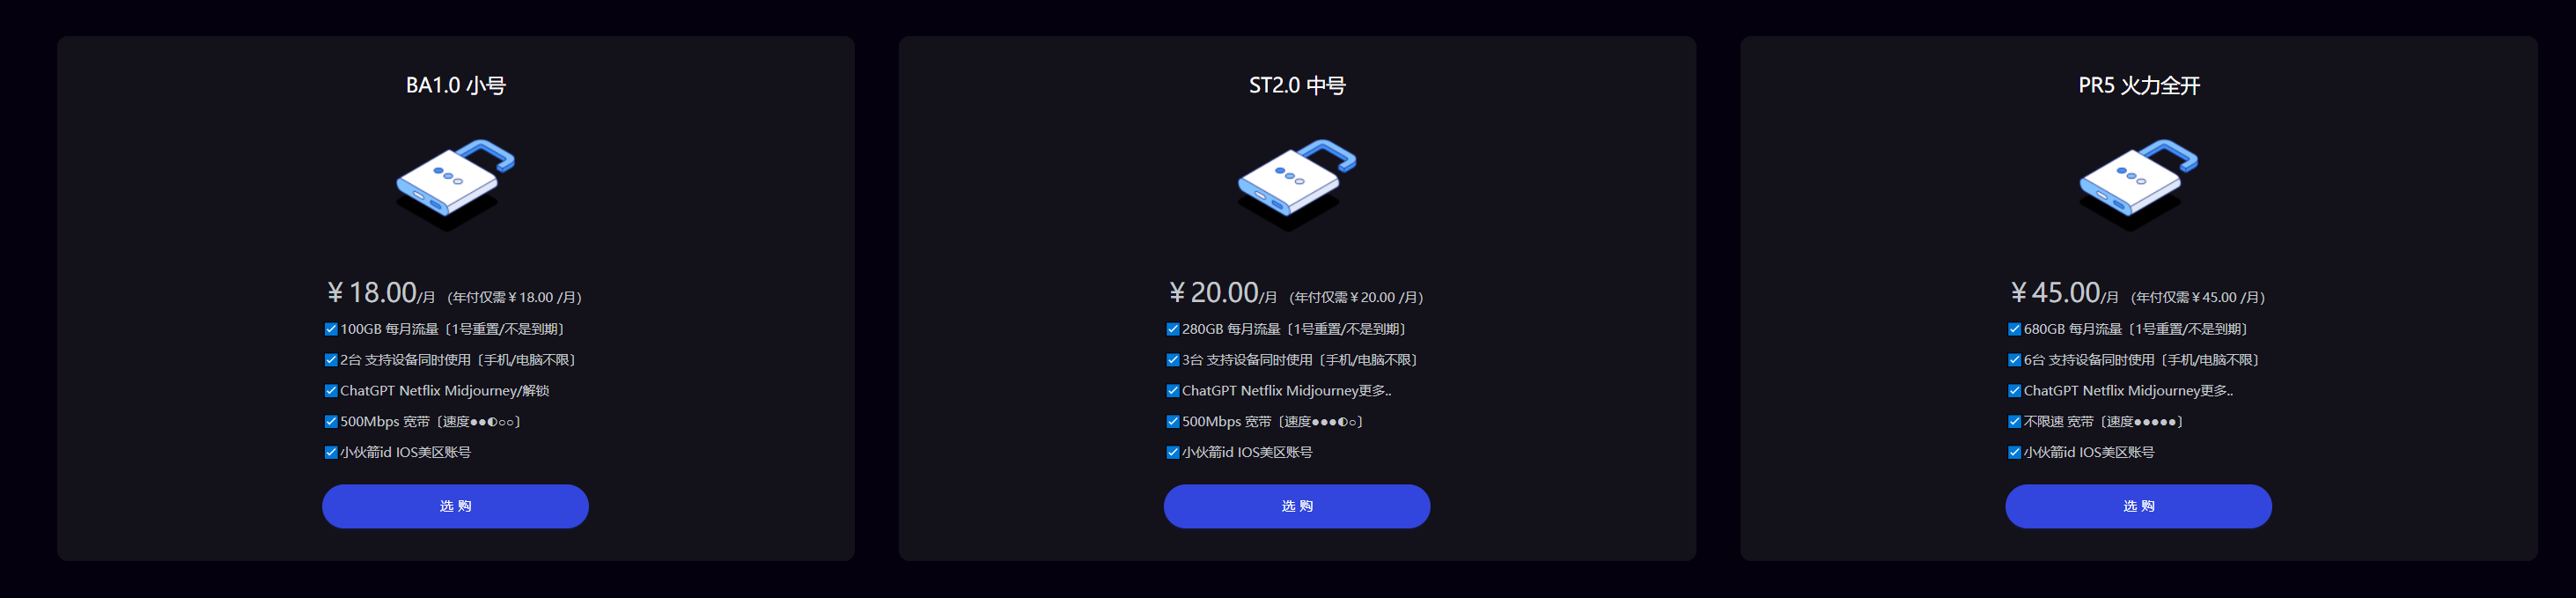 BA1.0 小号
￥18.00/月 （年付仅需￥18.00 /月）
100GB 每月流量〔1号重置/不是到期〕
2台 支持设备同时使用〔手机/电脑不限〕
ChatGPT Netflix Midjourney/解锁
500Mbps 宽带〔速度●●◐○○〕
小伙箭id IOS美区账号
选 购
ST2.0 中号
￥20.00/月 （年付仅需￥20.00 /月）
280GB 每月流量〔1号重置/不是到期〕
3台 支持设备同时使用〔手机/电脑不限〕
ChatGPT Netflix Midjourney更多..
500Mbps 宽带〔速度●●●◐○〕
小伙箭id IOS美区账号
选 购
PR5 火力全开
￥45.00/月 （年付仅需￥45.00 /月）
680GB 每月流量〔1号重置/不是到期〕
6台 支持设备同时使用〔手机/电脑不限〕
ChatGPT Netflix Midjourney更多..
不限速 宽带〔速度●●●●●〕
小伙箭id IOS美区账号
选 购